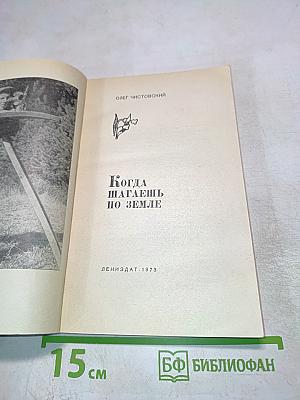 ОЛЕГ ЧИСТОВСКИЙ
КОГДА
ШАГАЕШЬ
ПО ЗЕМЛЕ
ЛЕНИЗДАТ·1973
15 см
БФ БИБЛИОФАН